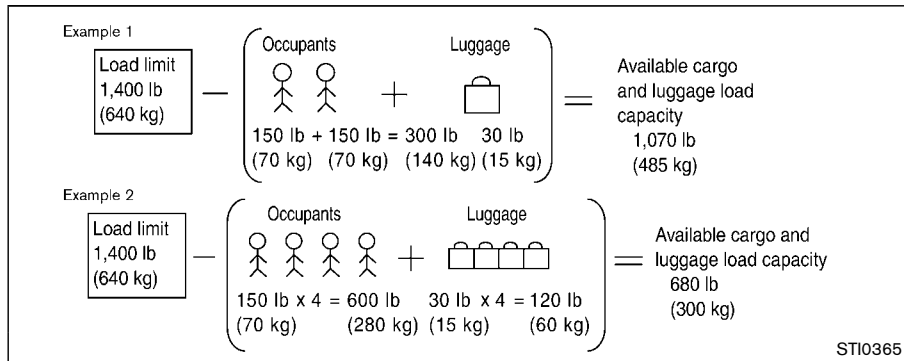 Example 1
Load limit
1,400 lb
(640 kg)
−
Occupants
+
Luggage
150 lb + 150 lb = 300 lb 30 lb
(70 kg) (70 kg) (140 kg) (15 kg)
=
Available cargo
and luggage load
capacity
1,070 lb
(485 kg)
Example 2
Load limit
1,400 lb
(640 kg)
−
Occupants
+
Luggage
150 lb x 4 = 600 lb 30 lb x 4 = 120 lb
(70 kg) (280 kg) (15 kg) (60 kg)
=
Available cargo and
luggage load capacity
680 lb
(300 kg)
STI0365